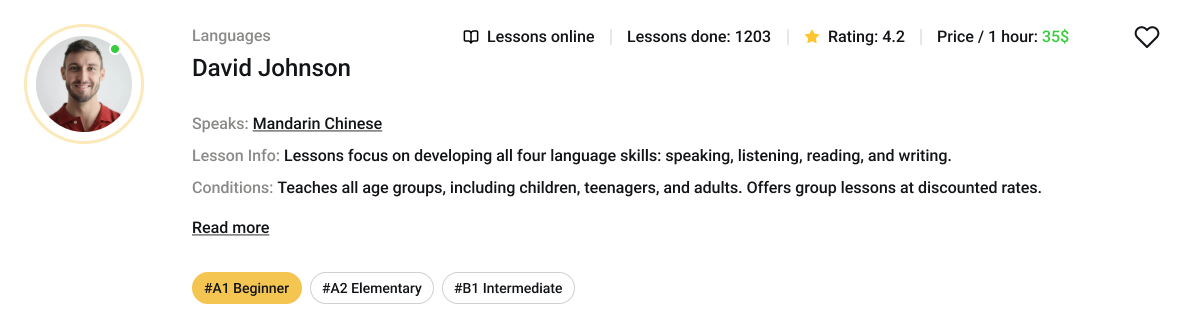 Languages
Lessons online
Lessons done: 1203
Rating: 4.2
Price / 1 hour: 35$
David Johnson
Speaks: Mandarin Chinese
Lesson Info: Lessons focus on developing all four language skills: speaking, listening, reading, and writing.
Conditions: Teaches all age groups, including children, teenagers, and adults. Offers group lessons at discounted rates.
Read more
#A1 Beginner
#A2 Elementary
#B1 Intermediate